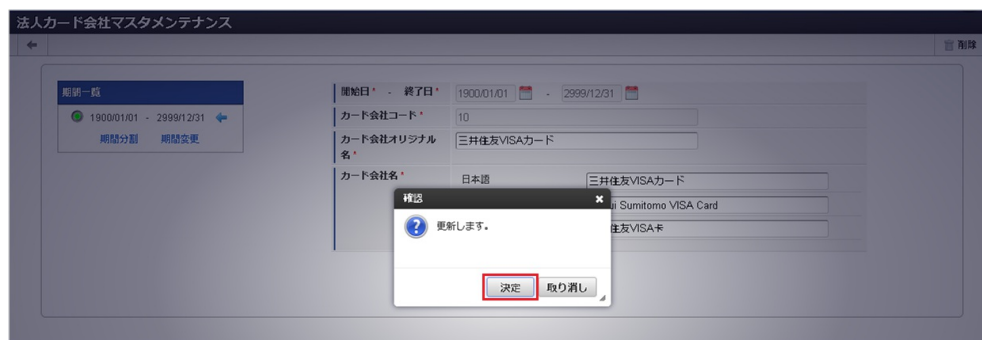 法人カード会社マスタメンテナンス
削除
期間一覧
1900/01/01 - 2999/12/31
期間分割 期間変更
開始日* - 終了日* 1900/01/01 - 2999/12/31
カード会社コード* 10
カード会社オリジナル名* 三井住友VISAカード
カード会社名* 日本語 三井住友VISAカード
Sumitomo VISA Card
住友VISA卡
確認
更新します。
決定 取り消し